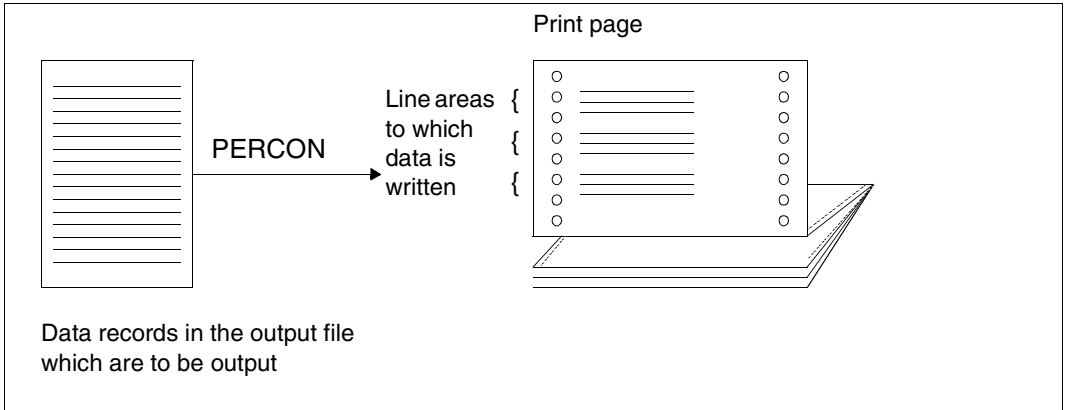 Print page
Line areas {
to which
data is {
written {
PERCON
Data records in the output file
which are to be output